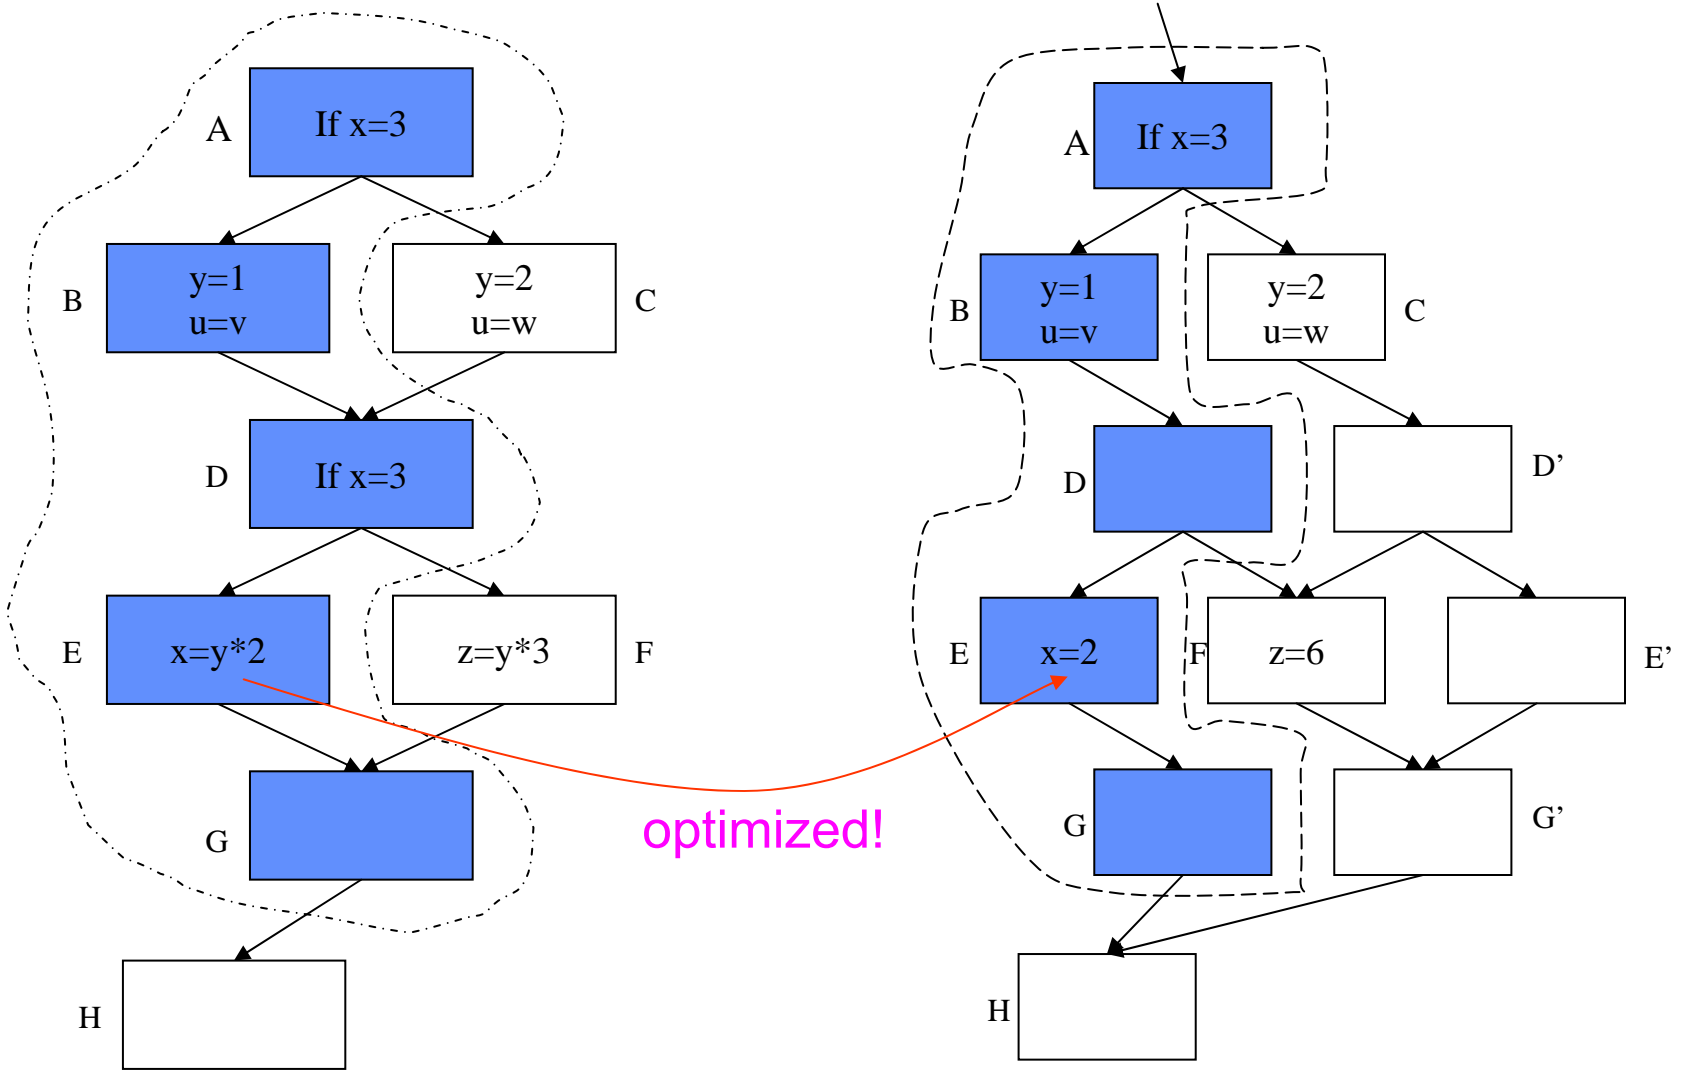 If x=3
A
y=1
u=v
B
y=2
u=w
C
If x=3
D
x=y*2
E
z=y*3
F
G
H
optimized!
If x=3
A
y=1
u=v
B
y=2
u=w
C
D
D’
x=2
E
z=6
F
E’
G
G’
H